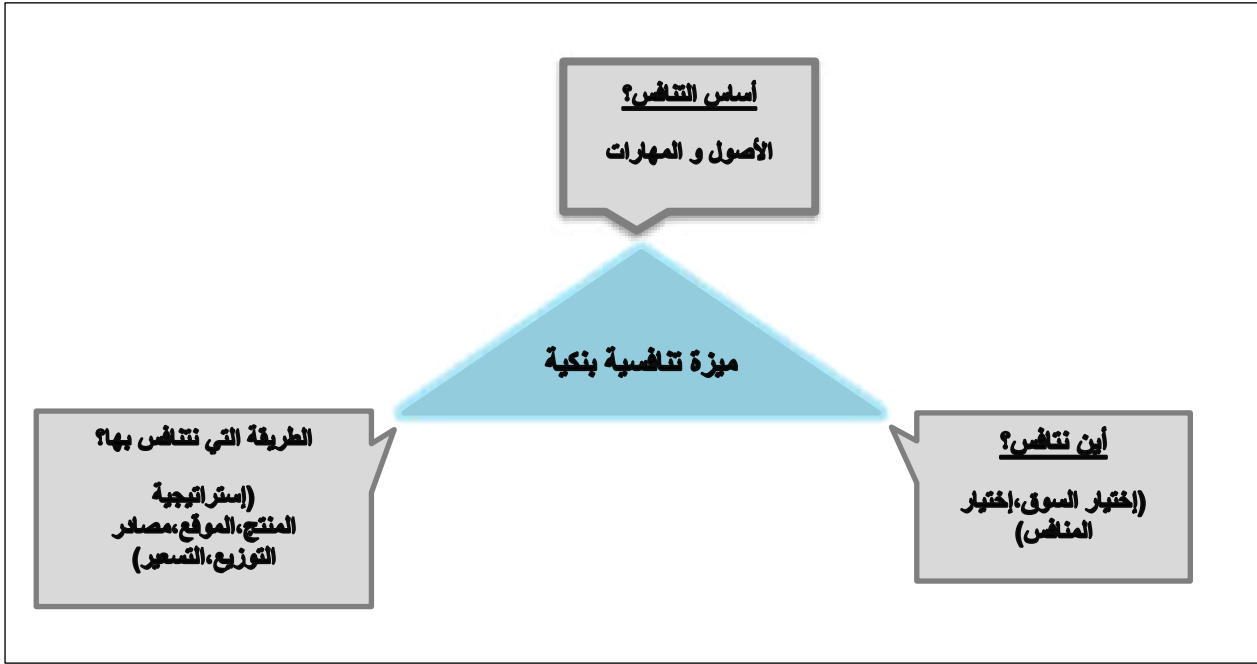 أساس التنافس؟
الأصول و المهارات
ميزة تنافسية بنكية
أين نتافس؟
(إختيار السوق،إختيار
المنافس)
الطريقة التي نتنافس بها؟
(إستراتيجية
المنتج،الموقع،مصادر
التوزيع،التسعير)